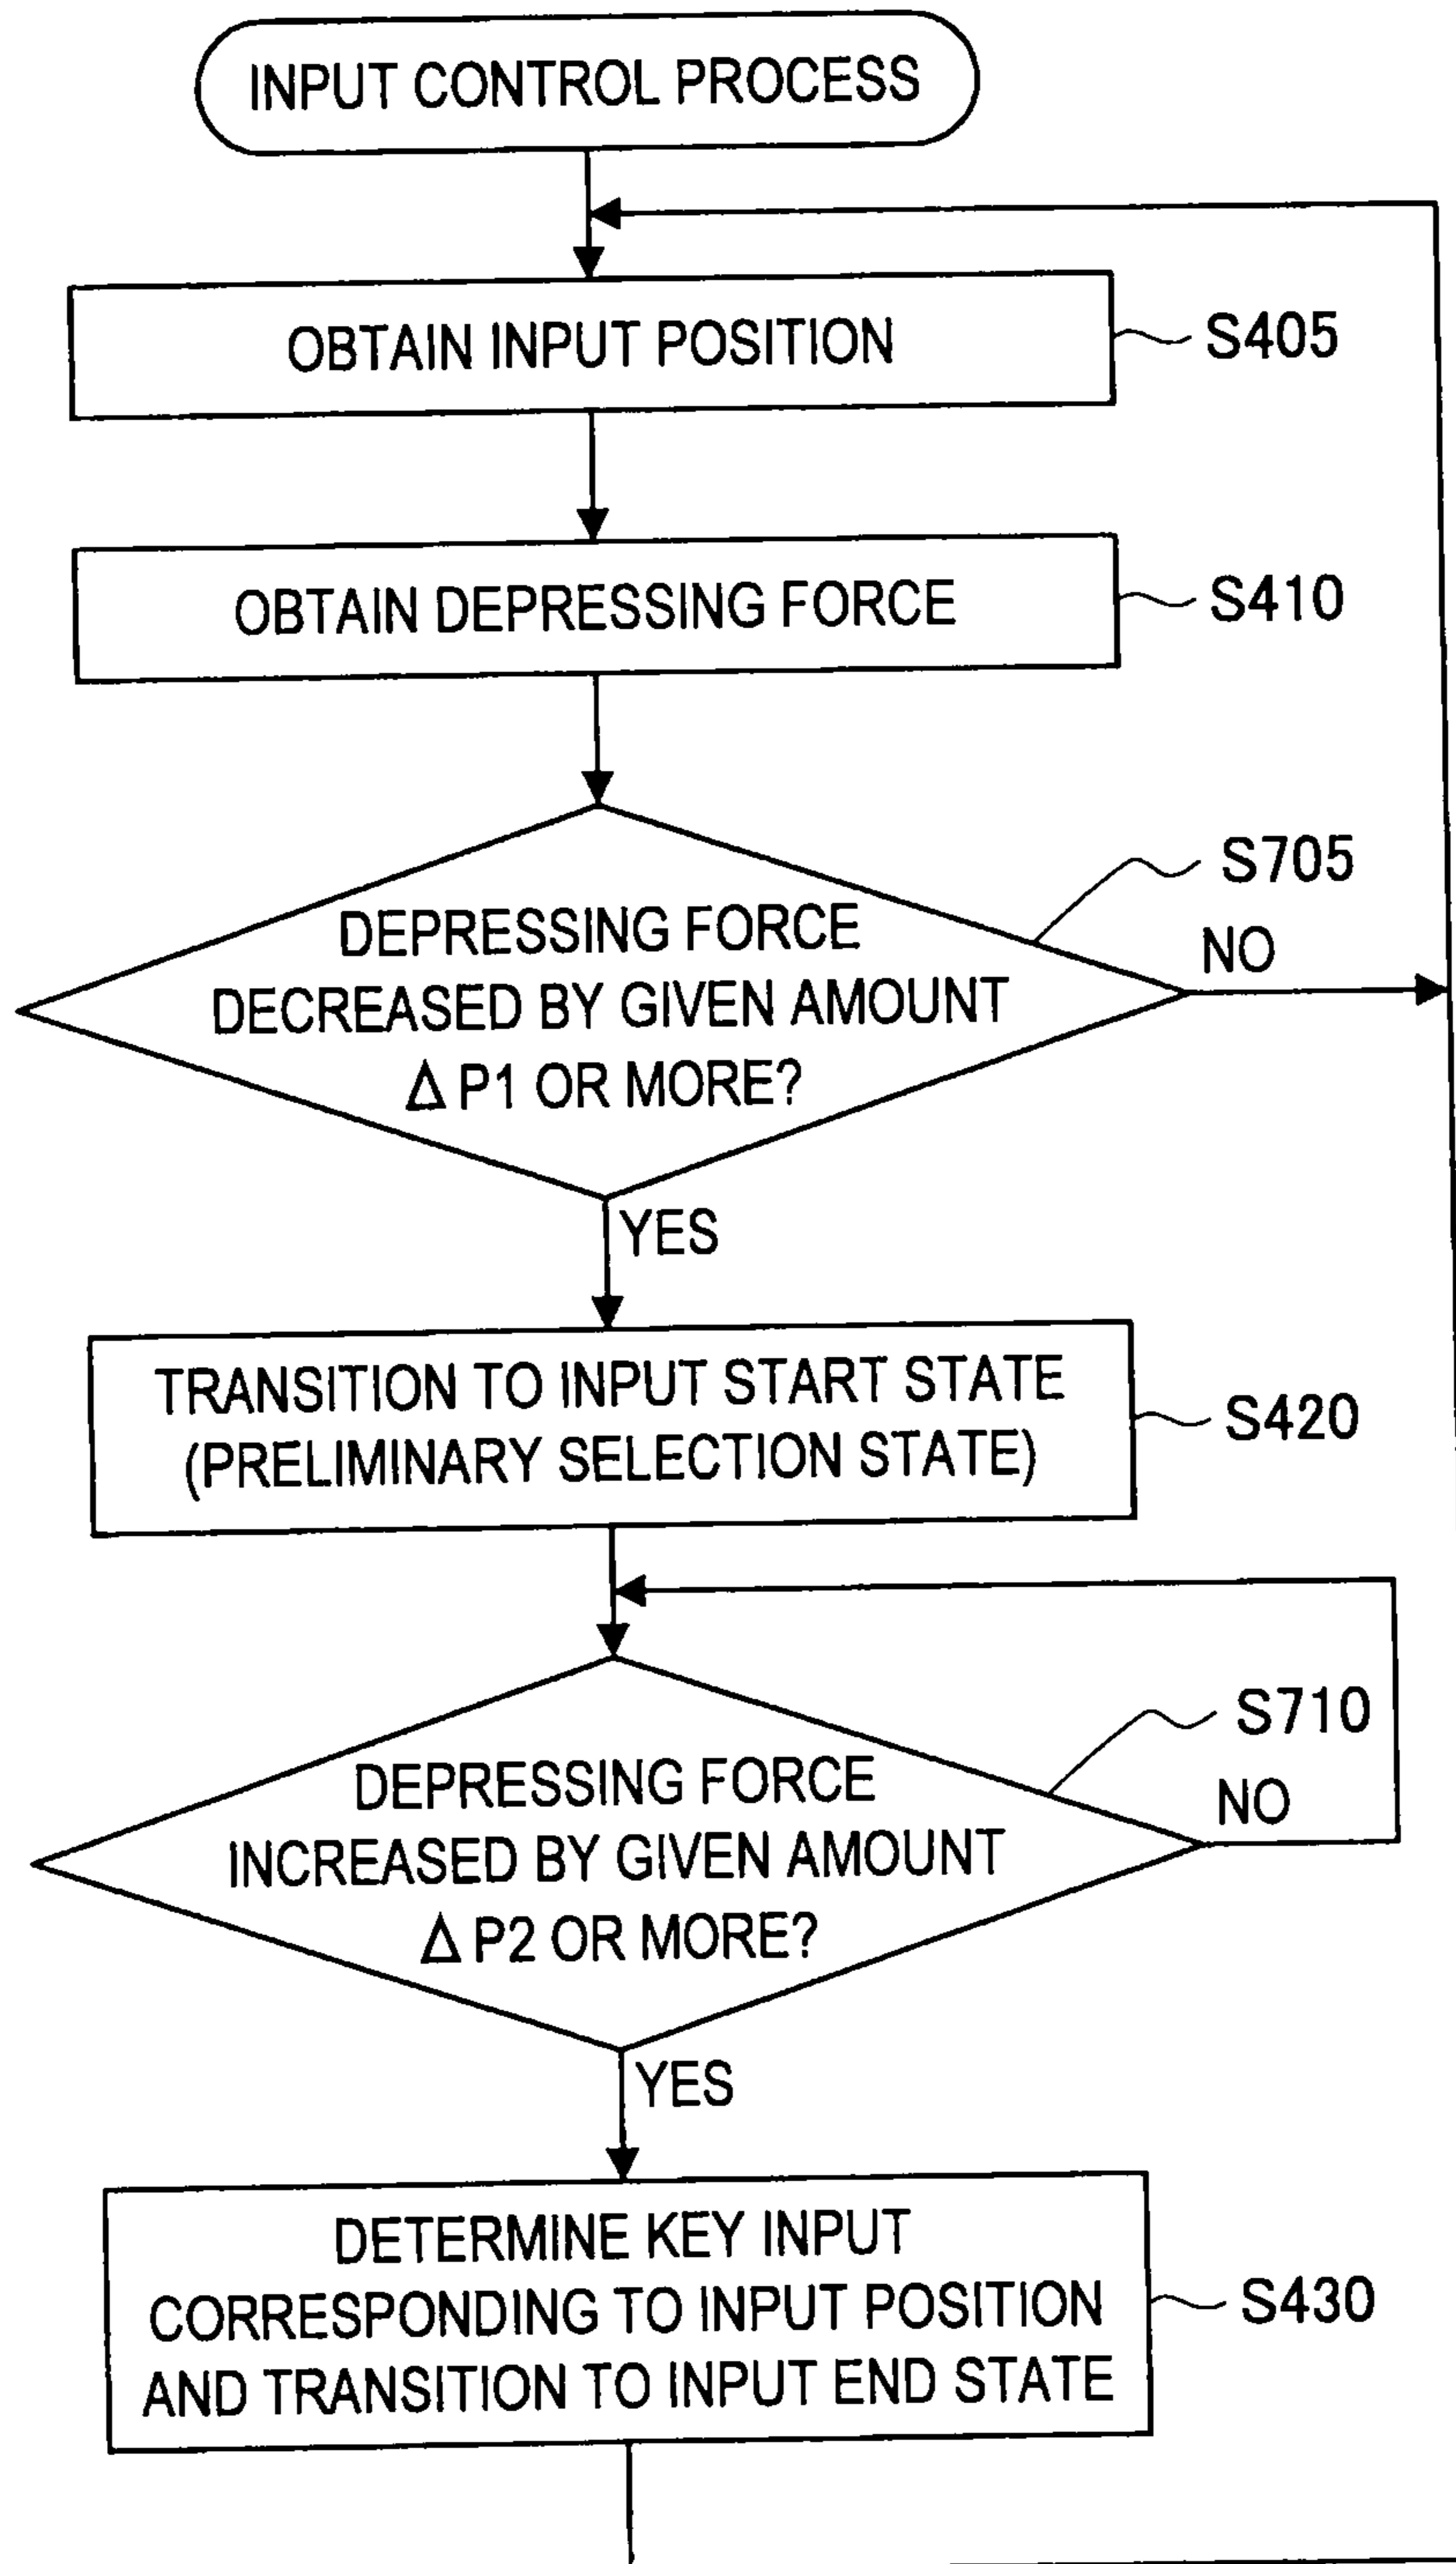 INPUT CONTROL PROCESS
OBTAIN INPUT POSITION
S405
OBTAIN DEPRESSING FORCE
S410
S705
DEPRESSING FORCE
DECREASED BY GIVEN AMOUNT
Δ P1 OR MORE?
NO
YES
TRANSITION TO INPUT START STATE
(PRELIMINARY SELECTION STATE)
S420
S710
DEPRESSING FORCE
INCREASED BY GIVEN AMOUNT
Δ P2 OR MORE?
NO
YES
DETERMINE KEY INPUT
CORRESPONDING TO INPUT POSITION
AND TRANSITION TO INPUT END STATE
S430